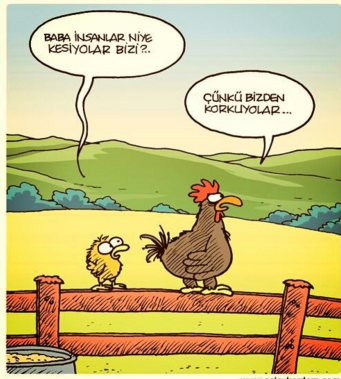 BABA İNSANLAR NİYE
KESİYOLAR BİZİ?..
ÇÜNKÜ BİZDEN
KORKUYOLAR...